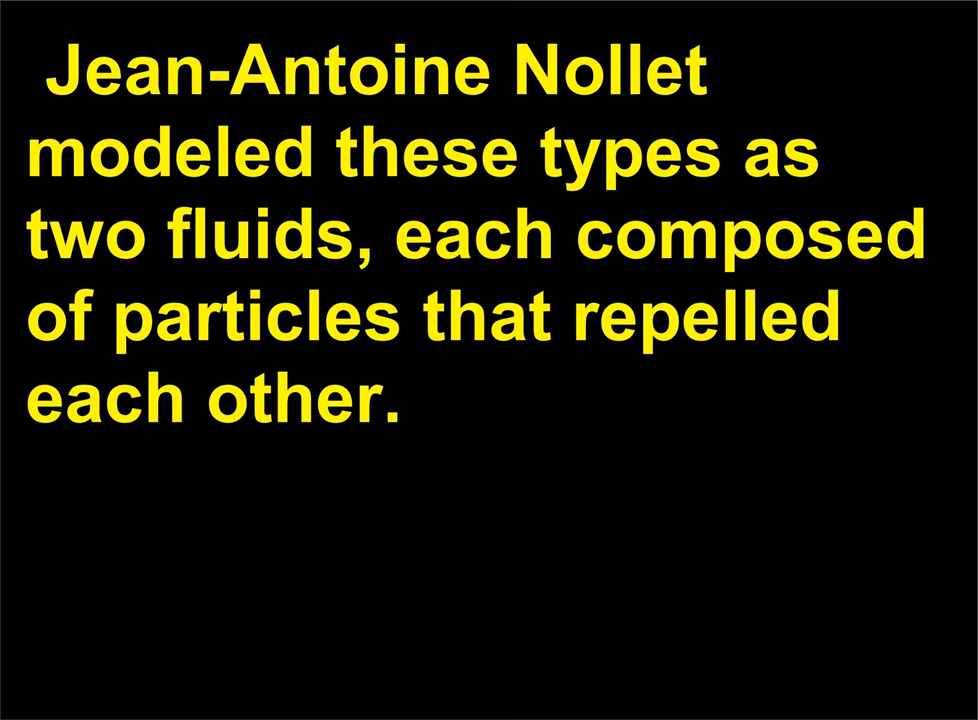 Jean-Antoine Nollet
modeled these types as
two fluids, each composed
of particles that repelled
each other.